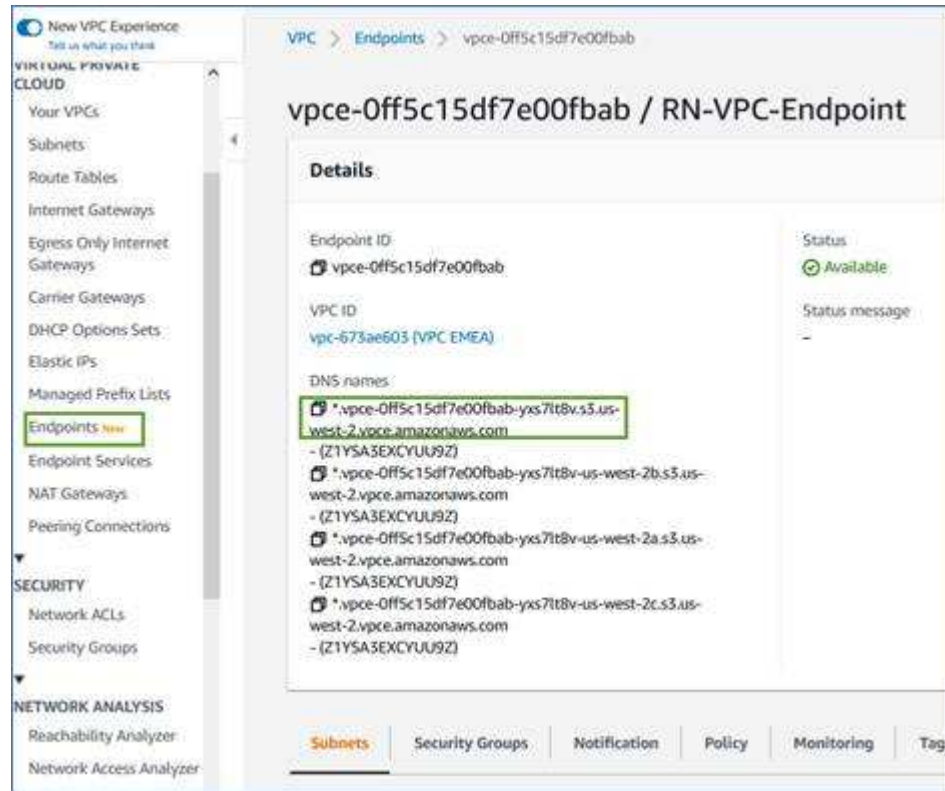 New VPC Experience
Tell us what you think
VIRTUAL PRIVATE
CLOUD
Your VPCs
Subnets
Route Tables
Internet Gateways
Egress Only Internet
Gateways
Carrier Gateways
DHCP Options Sets
Elastic IPs
Managed Prefix Lists
Endpoints New
Endpoint Services
NAT Gateways
Peering Connections
SECURITY
Network ACLs
Security Groups
NETWORK ANALYSIS
Reachability Analyzer
Network Access Analyzer
VPC > Endpoints > vpce-0ff5c15df7e00fbab
vpce-0ff5c15df7e00fbab / RN-VPC-Endpoint
Details
Endpoint ID
vpce-0ff5c15df7e00fbab
VPC ID
vpc-673ae603 (VPC EMEA)
DNS names
*.vpce-0ff5c15df7e00fbab-yxs7lt8v.s3.us-
west-2.vpce.amazonaws.com
- (Z1YSA3EXCYUU9Z)
*.vpce-0ff5c15df7e00fbab-yxs7lt8v-us-west-2b.s3.us-
west-2.vpce.amazonaws.com
- (Z1YSA3EXCYUU9Z)
*.vpce-0ff5c15df7e00fbab-yxs7lt8v-us-west-2a.s3.us-
west-2.vpce.amazonaws.com
- (Z1YSA3EXCYUU9Z)
*.vpce-0ff5c15df7e00fbab-yxs7lt8v-us-west-2c.s3.us-
west-2.vpce.amazonaws.com
- (Z1YSA3EXCYUU9Z)
Status
Available
Status message
–
Subnets Security Groups Notification Policy Monitoring Tag